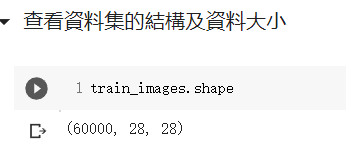 查看資料集的結構及資料大小
1 train_images.shape
(60000, 28, 28)